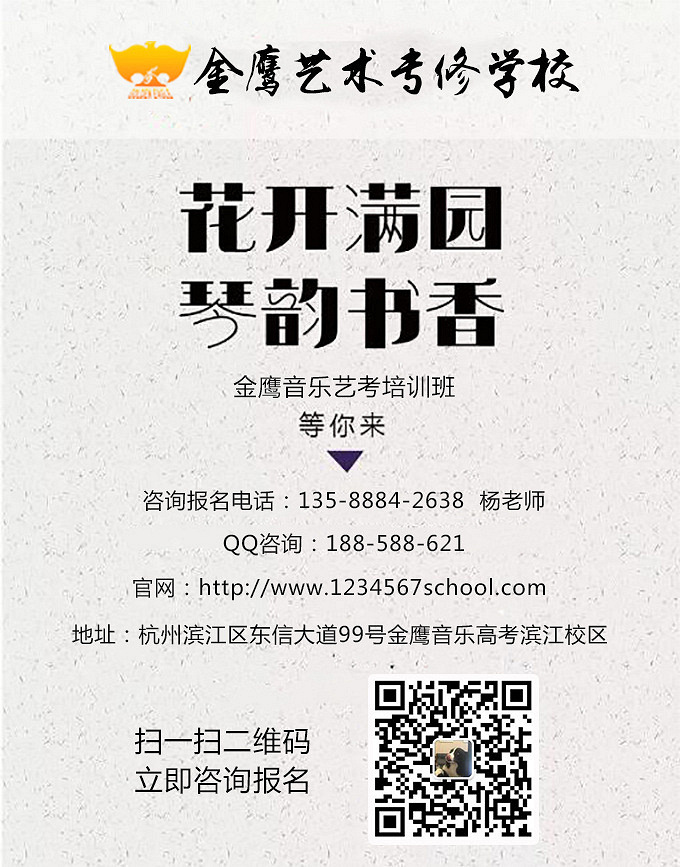 金鹰艺术专修学校
花开满园
琴韵书香
金鹰音乐艺考培训班
等你来
咨询报名电话：135-8884-2638 杨老师
QQ咨询：188-588-621
官网：http://www.1234567school.com
地址：杭州滨江区东信大道99号金鹰音乐高考滨江校区
扫一扫二维码
立即咨询报名